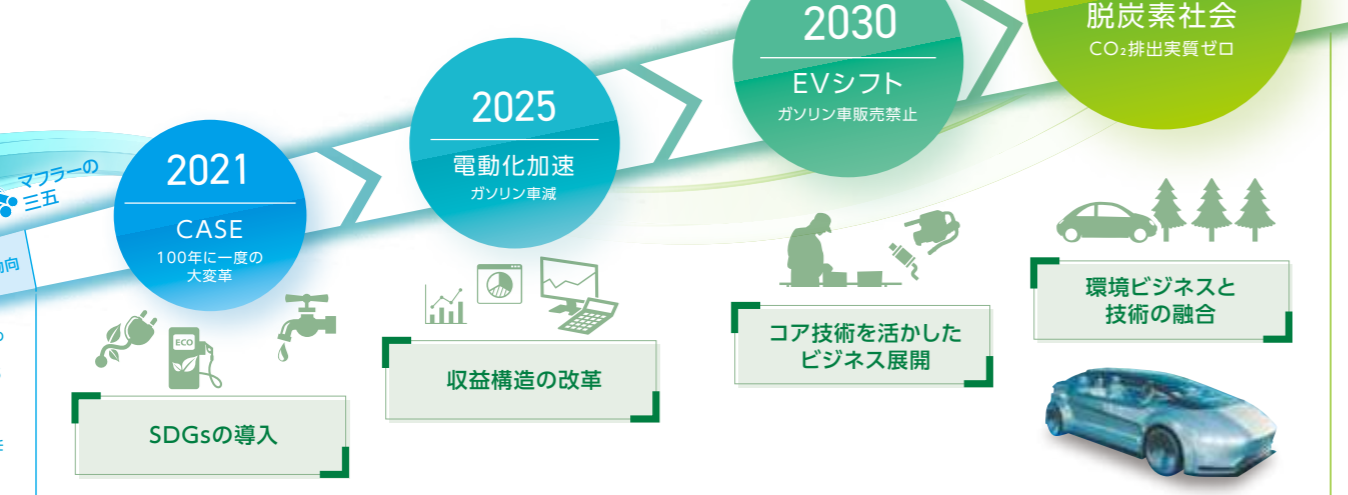 マフラーの
三五
2021
CASE
100年に一度の
大変革
2025
電動化加速
ガソリン車減
2030
EVシフト
ガソリン車販売禁止
脱炭素社会
CO₂排出実質ゼロ
ECO
SDGsの導入
収益構造の改革
コア技術を活かした
ビジネス展開
環境ビジネスと
技術の融合